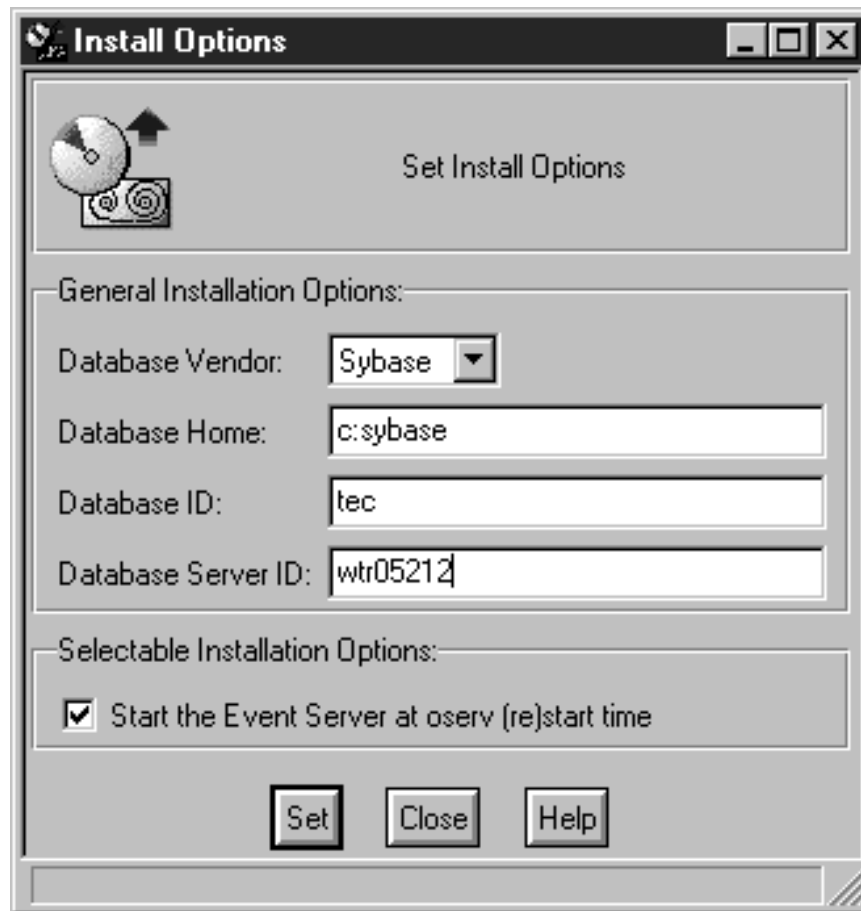 Install Options
Set Install Options
General Installation Options:
Database Vendor: Sybase
Database Home: c:sybase
Database ID: tec
Database Server ID: wtr05212
Selectable Installation Options:
Start the Event Server at oserv (re)start time
Set Close Help